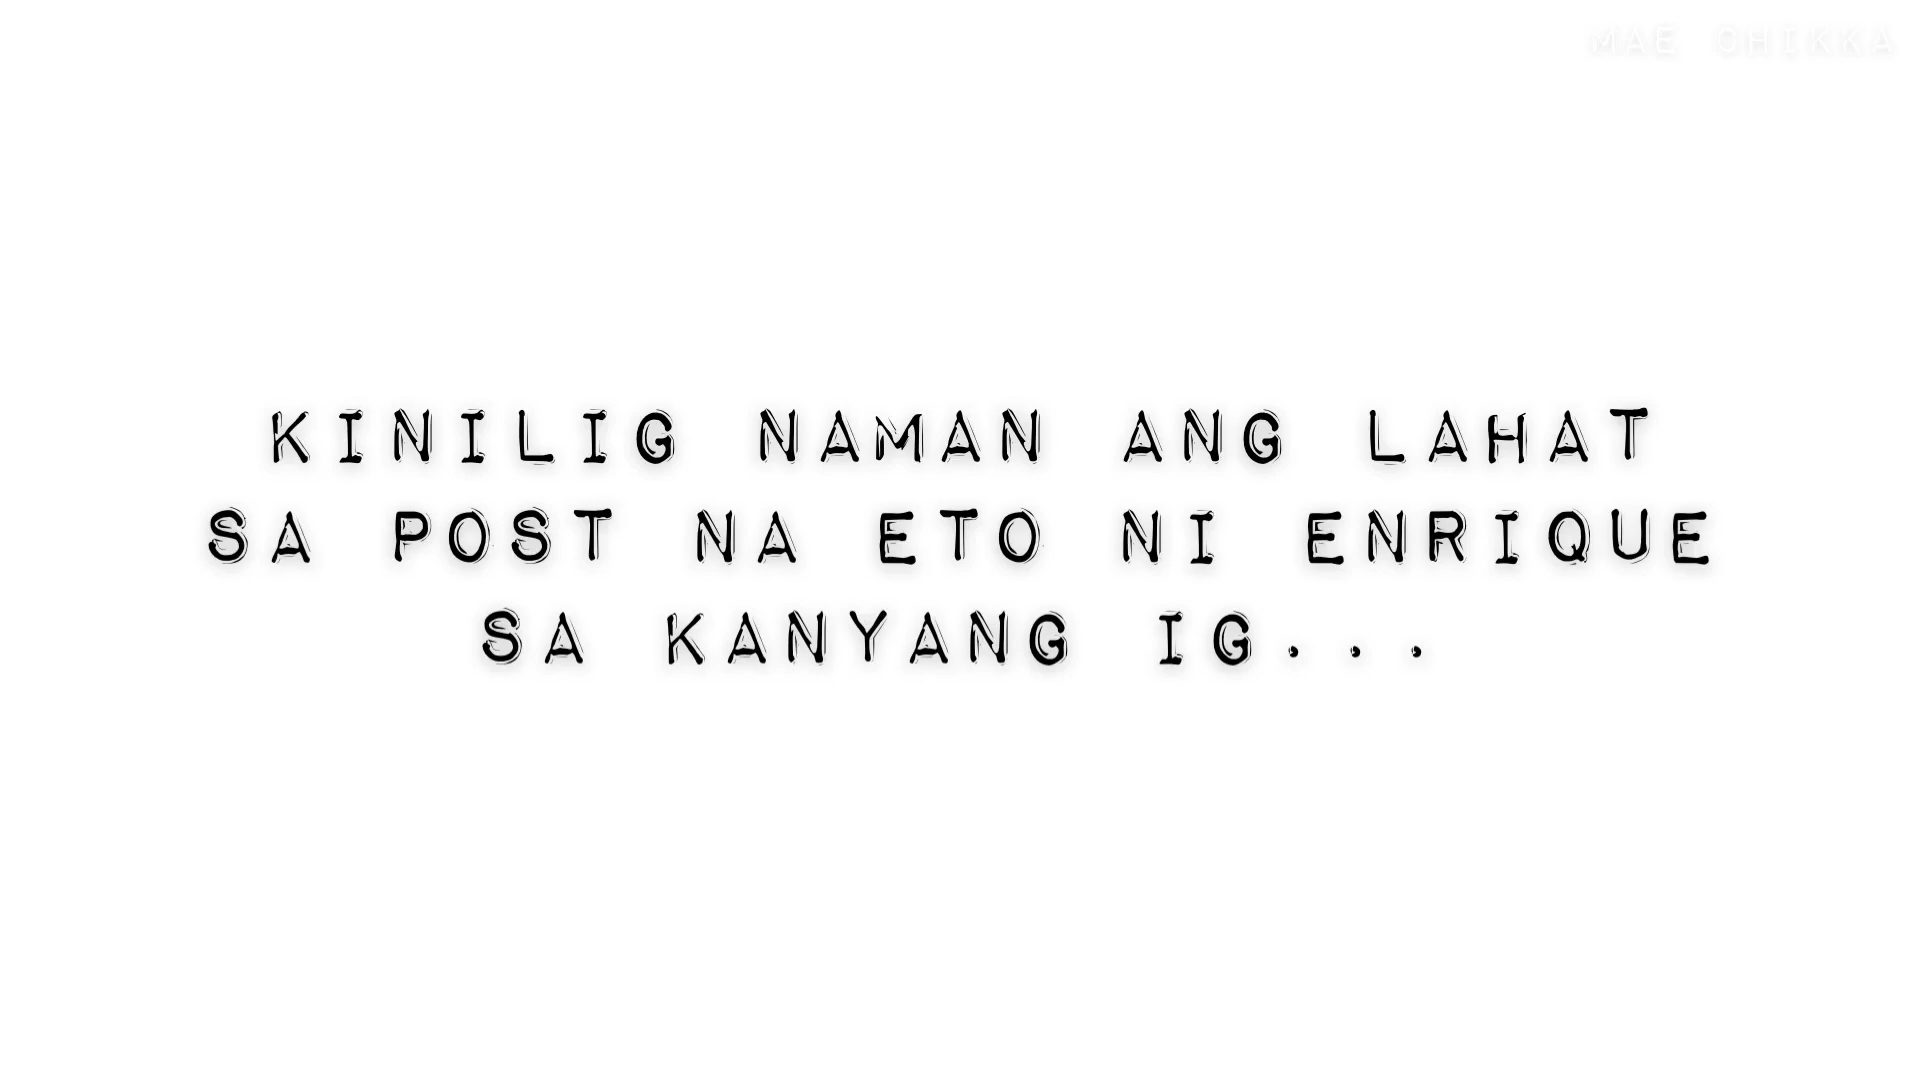 MAE CHIKKA
KINILIG NAMAN ANG LAHAT
SA POST NA ETO NI ENRIQUE
SA KANYANG IG...